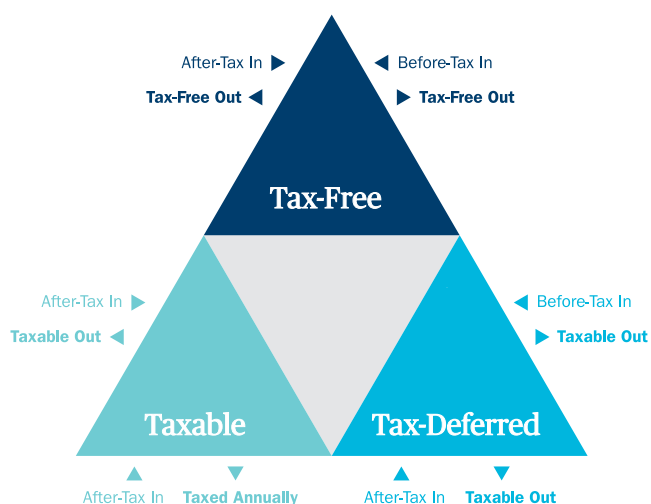 After-Tax In
Before-Tax In
Tax-Free Out
Tax-Free Out
Tax-Free
After-Tax In
Before-Tax In
Taxable Out
Taxable Out
Taxable
Tax-Deferred
After-Tax In
Taxed Annually
After-Tax In
Taxable Out